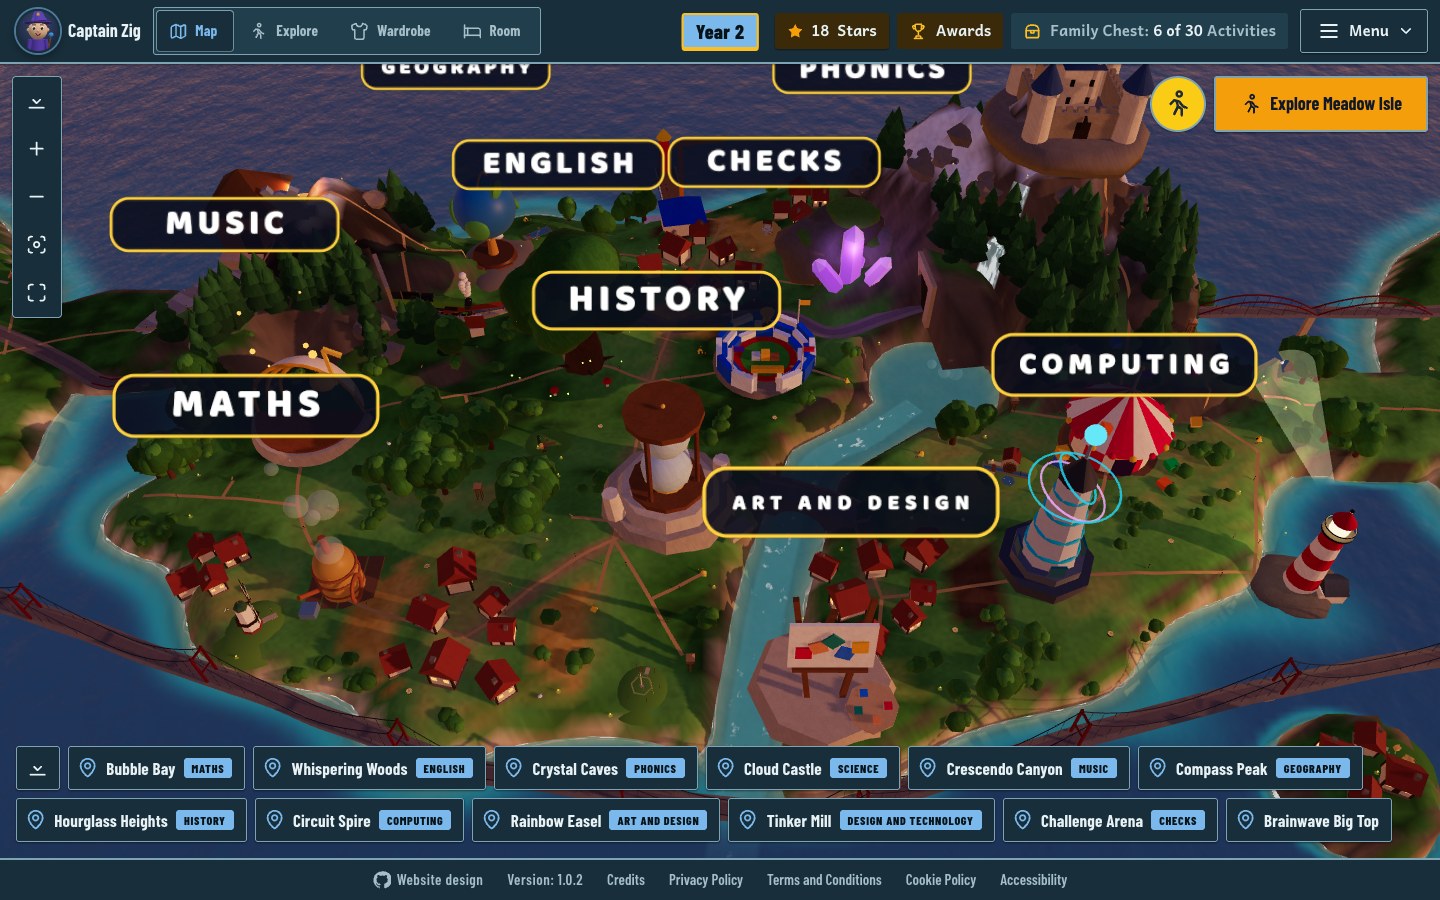 Captain Zig
Map
Explore
Wardrobe
Room
Year 2
18 Stars
Awards
Family Chest: 6 of 30 Activities
Menu
Explore Meadow Isle
GEOGRAPHY
PHONICS
ENGLISH
CHECKS
MUSIC
HISTORY
COMPUTING
MATHS
ART AND DESIGN
Bubble Bay MATHS
Whispering Woods ENGLISH
Crystal Caves PHONICS
Cloud Castle SCIENCE
Crescendo Canyon MUSIC
Compass Peak GEOGRAPHY
Hourglass Heights HISTORY
Circuit Spire COMPUTING
Rainbow Easel ART AND DESIGN
Tinker Mill DESIGN AND TECHNOLOGY
Challenge Arena CHECKS
Brainwave Big Top
Website design
Version: 1.0.2
Credits
Privacy Policy
Terms and Conditions
Cookie Policy
Accessibility